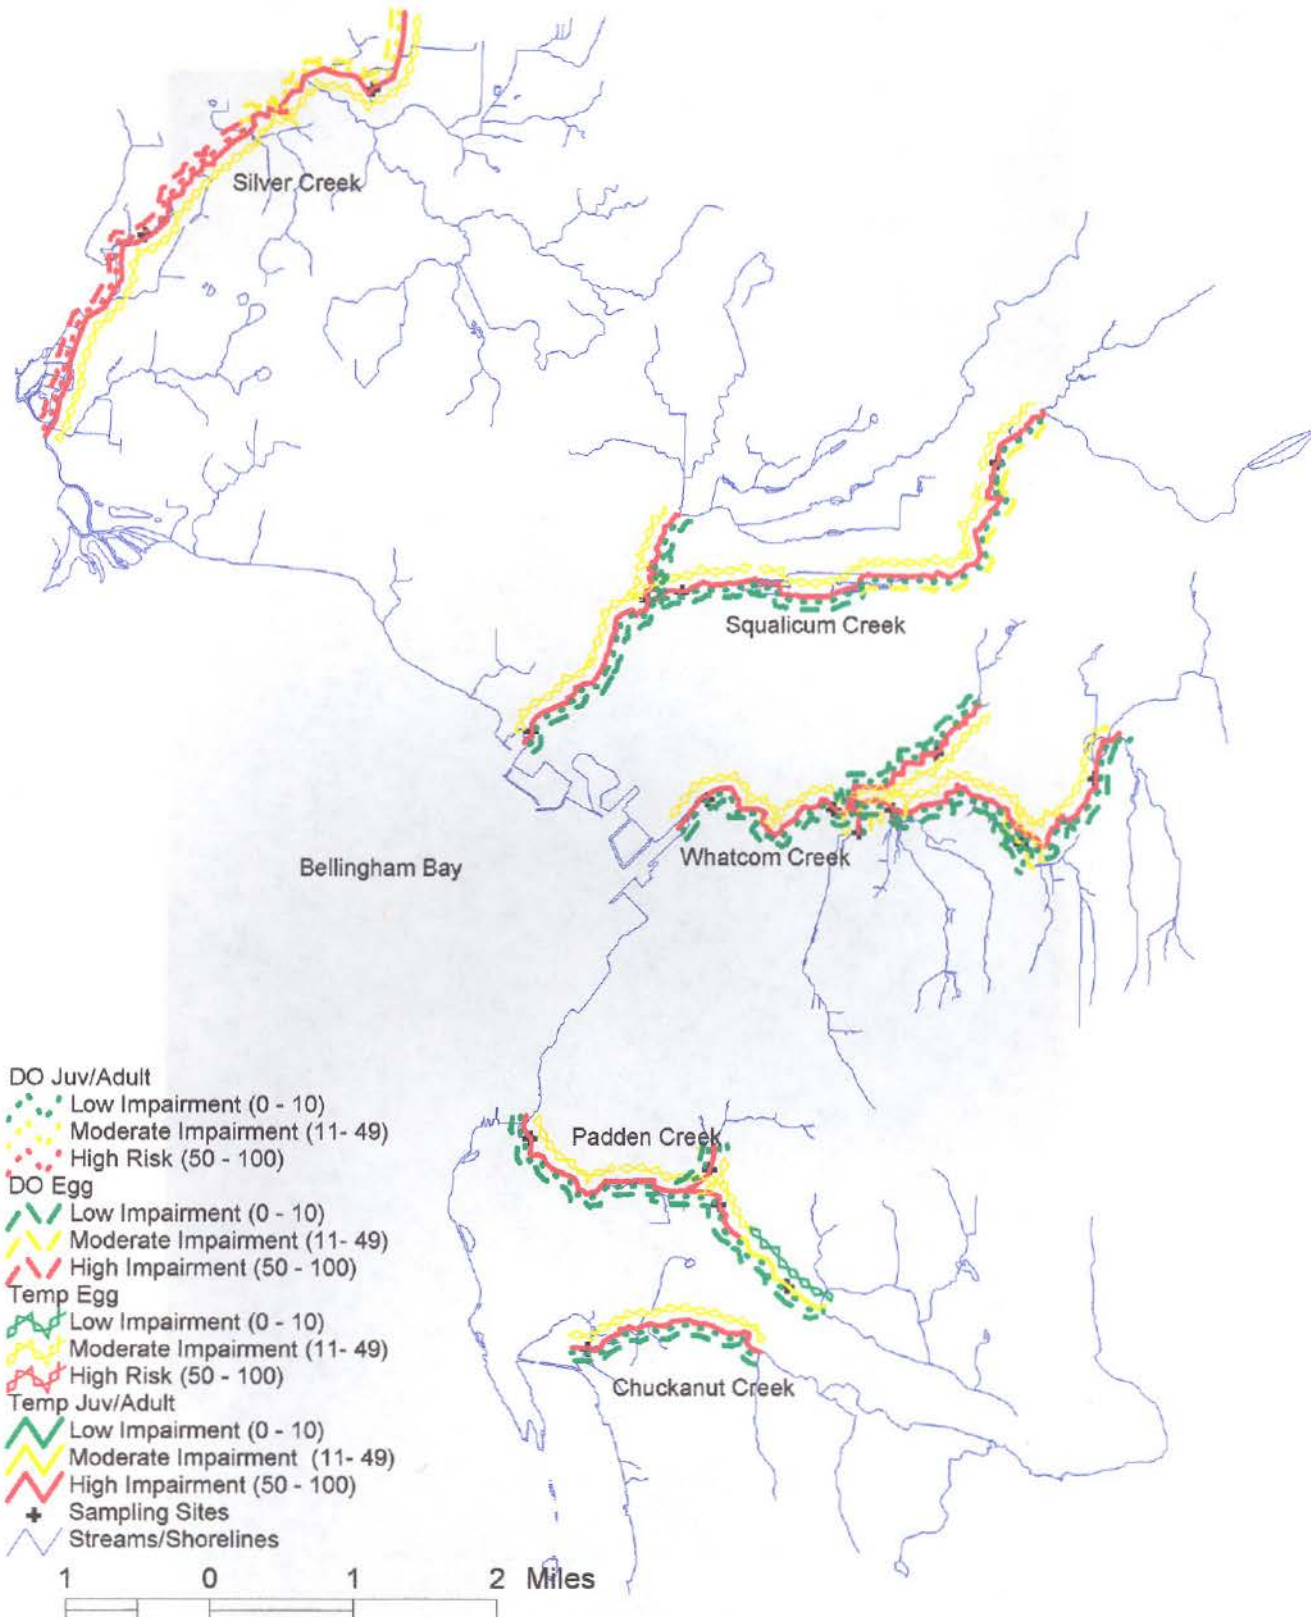 Silver Creek
Squalicum Creek
Whatcom Creek
Bellingham Bay
Padden Creek
Chuckanut Creek
DO Juv/Adult
Low Impairment (0 - 10)
Moderate Impairment (11- 49)
High Risk (50 - 100)
DO Egg
Low Impairment (0 - 10)
Moderate Impairment (11- 49)
High Impairment (50 - 100)
Temp Egg
Low Impairment (0 - 10)
Moderate Impairment (11- 49)
High Risk (50 - 100)
Temp Juv/Adult
Low Impairment (0 - 10)
Moderate Impairment (11- 49)
High Impairment (50 - 100)
Sampling Sites
Streams/Shorelines
1 0 1 2 Miles